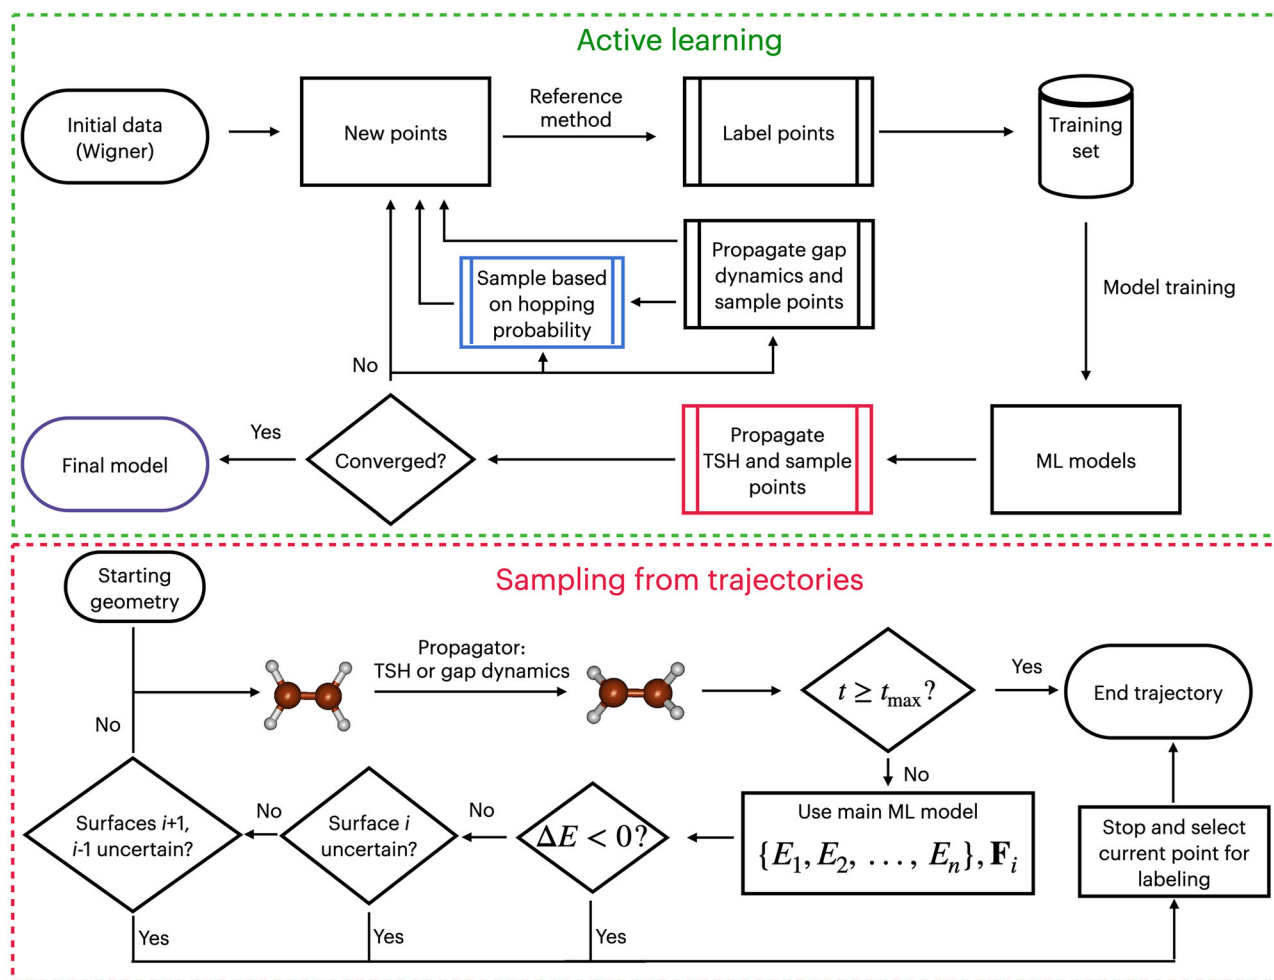 Active learning
Initial data
(Wigner)
New points
Reference
method
Label points
Training
set
Propagate gap
dynamics and
sample points
Sample based
on hopping
probability
Model training
No
Yes
Final model
Converged?
Propagate
TSH and sample
points
ML models
Starting
geometry
Sampling from trajectories
Propagator:
TSH or gap dynamics
t ≥ tmax?
Yes
End trajectory
No
No
Surfaces i+1,
i-1 uncertain?
No
Surface i
uncertain?
No
ΔE < 0?
Use main ML model
{E1, E2, ..., En}, Fi
Stop and select
current point for
labeling
Yes
Yes
Yes